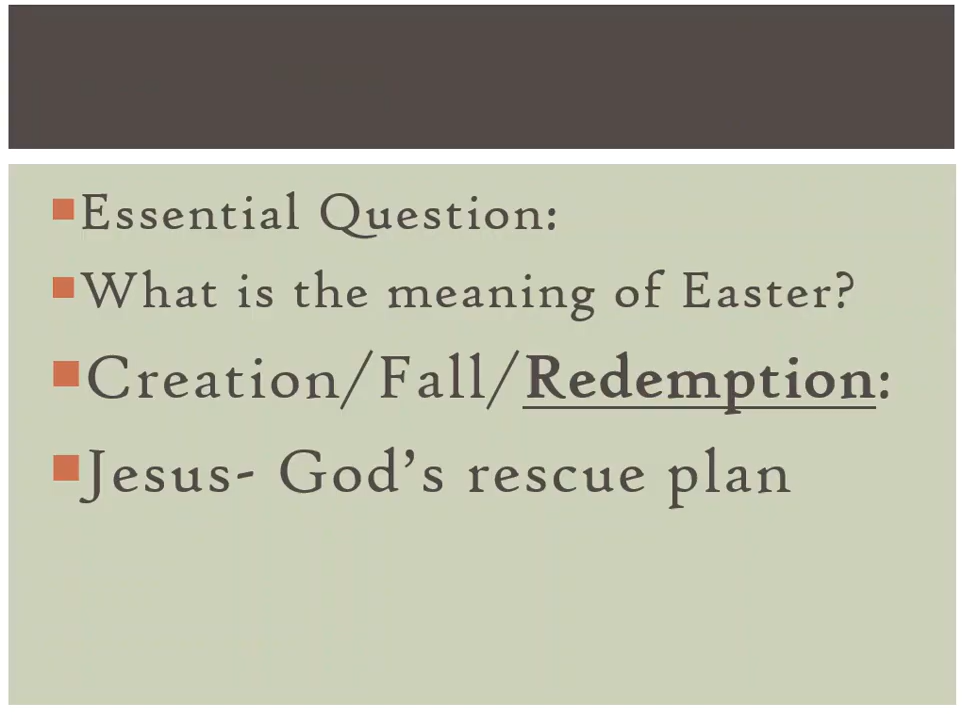 Essential Question:
What is the meaning of Easter?
Creation/Fall/Redemption:
Jesus- God’s rescue plan